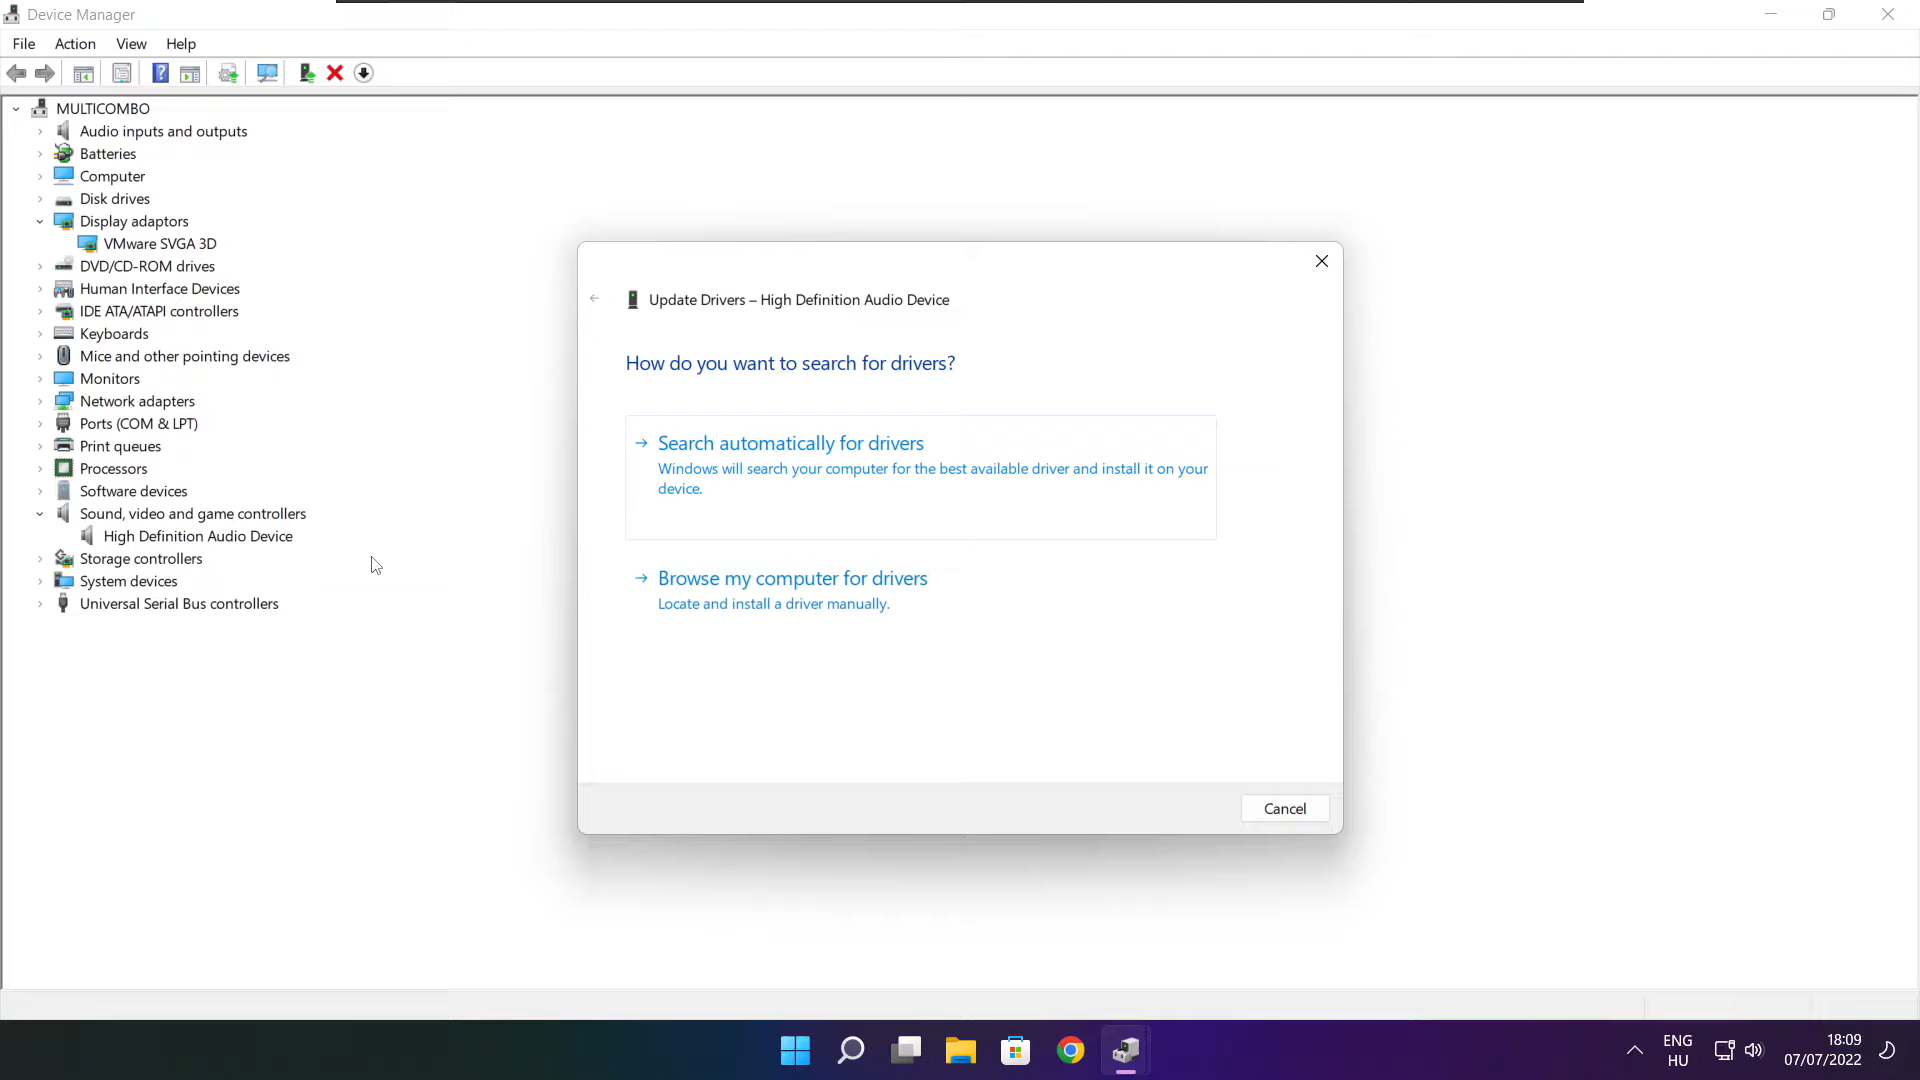 Device Manager
File Action View Help
MULTICOMBO
Audio inputs and outputs
Batteries
Computer
Disk drives
Display adaptors
VMware SVGA 3D
DVD/CD-ROM drives
Human Interface Devices
IDE ATA/ATAPI controllers
Keyboards
Mice and other pointing devices
Monitors
Network adapters
Ports (COM & LPT)
Print queues
Processors
Software devices
Sound, video and game controllers
High Definition Audio Device
Storage controllers
System devices
Universal Serial Bus controllers
Update Drivers – High Definition Audio Device
How do you want to search for drivers?
Search automatically for drivers
Windows will search your computer for the best available driver and install it on your
device.
Browse my computer for drivers
Locate and install a driver manually.
Cancel
ENG
HU
18:09
07/07/2022